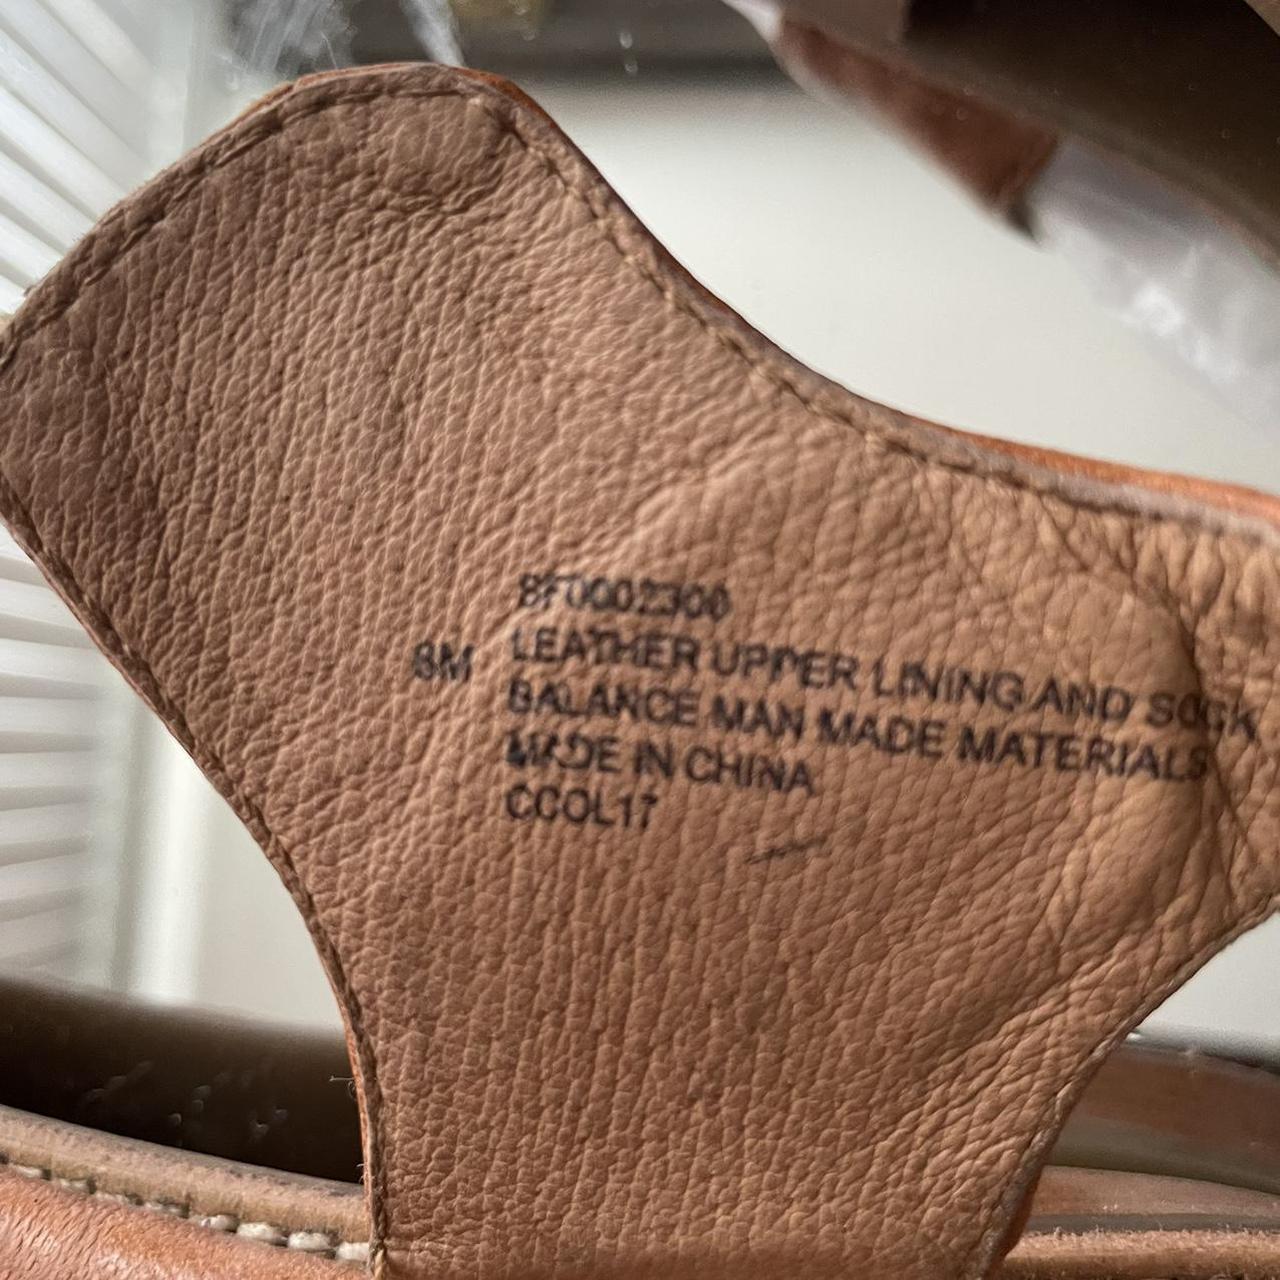 BF0002300
8M LEATHER UPPER LINING AND SOCK
BALANCE MAN MADE MATERIALS
MADE IN CHINA
CCOL17